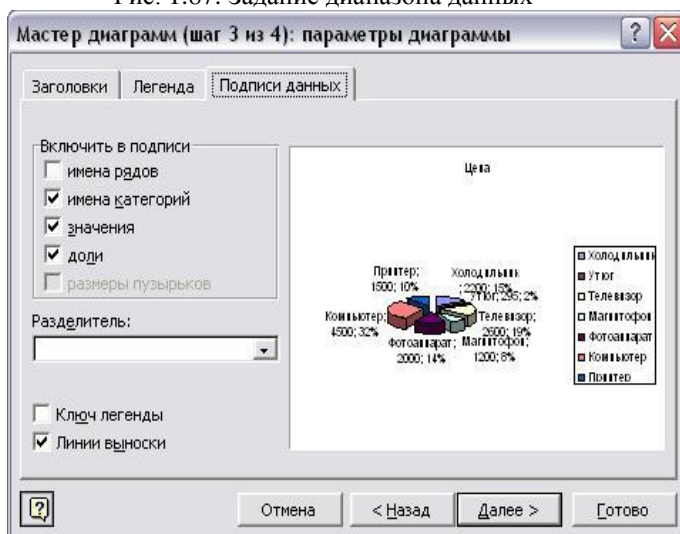 Рис. 1.87. Задание диапазона данных
Мастер диаграмм (шаг 3 из 4): параметры диаграммы
Заголовки
Легенда
Подписи данных
Включить в подписи
имена рядов
имена категорий
значения
доли
размеры пузырьков
Разделитель:
Ключ легенды
Линии выноски
Цена
Принтер;
1500; 10%
Холодильник
; 2200; 15%
Утюг; 295; 2%
Компьютер;
4500; 32%
Телевизор;
2600; 19%
Фотоаппарат;
2000; 14%
Магнитофон;
1200; 8%
Холодильник
Утюг
Телевизор
Магнитофон
Фотоаппарат
Компьютер
Принтер
Отмена
< Назад
Далее >
Готово